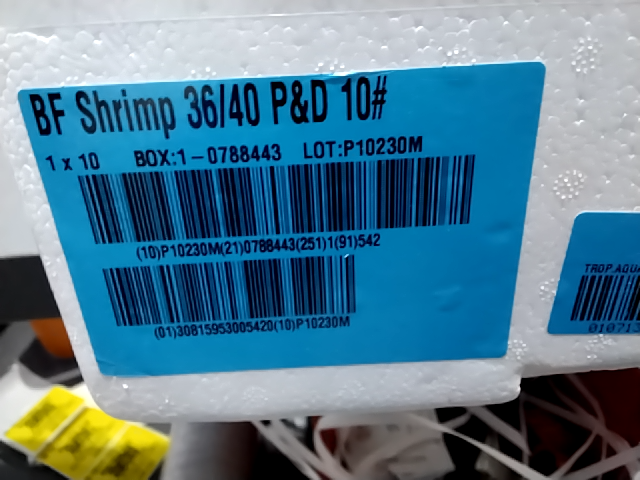 BF Shrimp 36/40 P&D 10#
1 x 10 BOX:1-0788443 LOT:P10230M
(10)P10230M(21)0788443(251)1(91)542
(01)30815953005420(10)P10230M
TROP.AQUA
010713